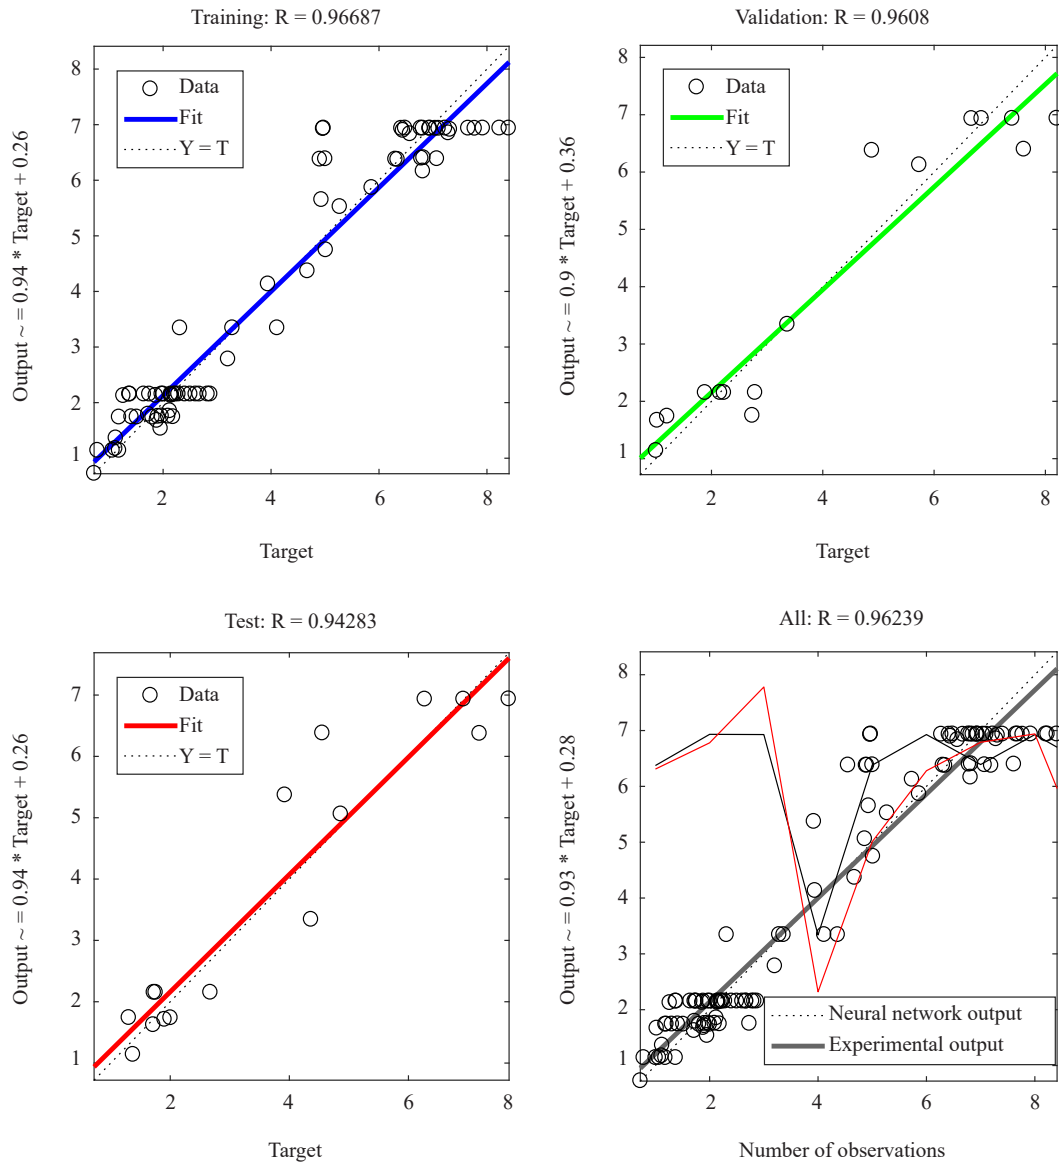 Training: R = 0.96687
Output ~ = 0.94 * Target + 0.26
8
7
6
5
4
3
2
1
Data
Fit
Y = T
2
4
6
8
Target
Validation: R = 0.9608
Output ~ = 0.9 * Target + 0.36
8
7
6
5
4
3
2
1
Data
Fit
Y = T
2
4
6
8
Target
Test: R = 0.94283
Output ~ = 0.94 * Target + 0.26
7
6
5
4
3
2
1
Data
Fit
Y = T
2
4
6
8
Target
All: R = 0.96239
Output ~ = 0.93 * Target + 0.28
8
7
6
5
4
3
2
1
Neural network output
Experimental output
2
4
6
8
Number of observations